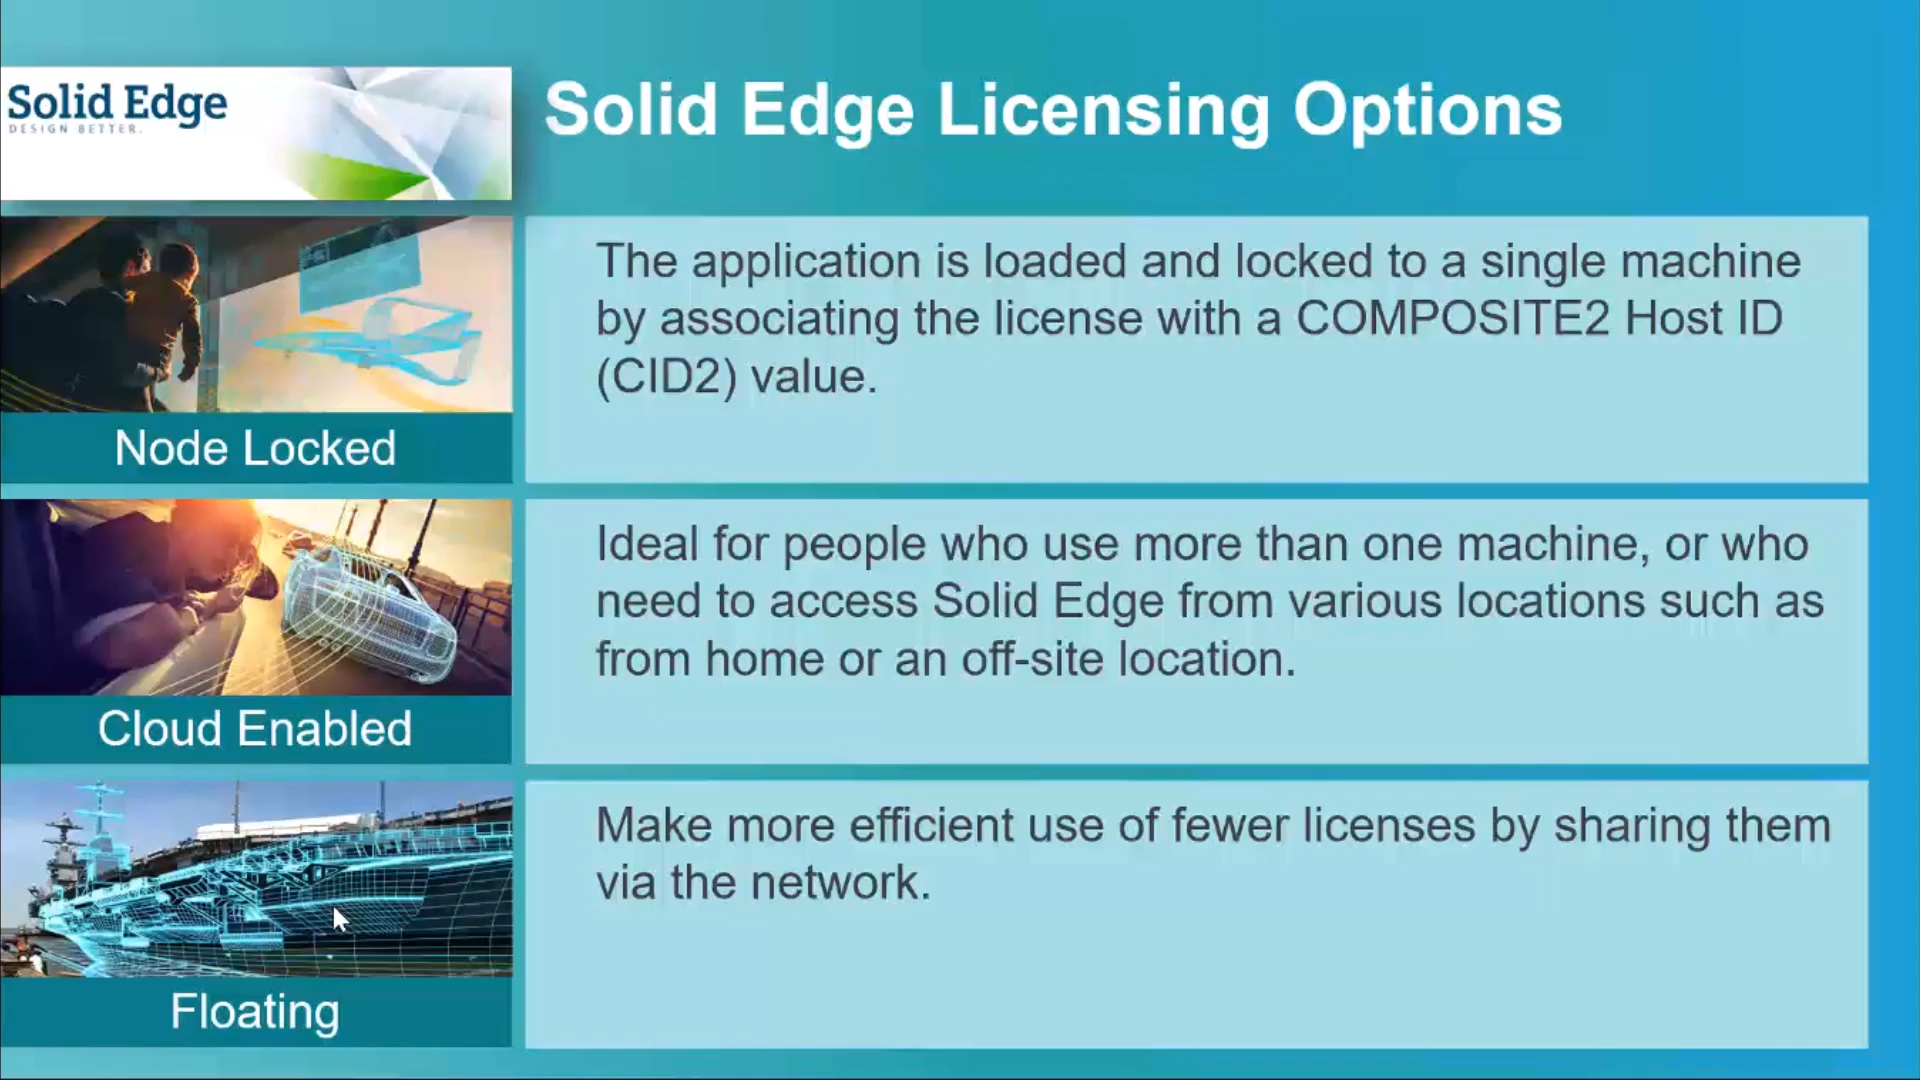 Solid Edge
DESIGN BETTER.
Solid Edge Licensing Options
Node Locked
The application is loaded and locked to a single machine
by associating the license with a COMPOSITE2 Host ID
(CID2) value.
Cloud Enabled
Ideal for people who use more than one machine, or who
need to access Solid Edge from various locations such as
from home or an off-site location.
Floating
Make more efficient use of fewer licenses by sharing them
via the network.